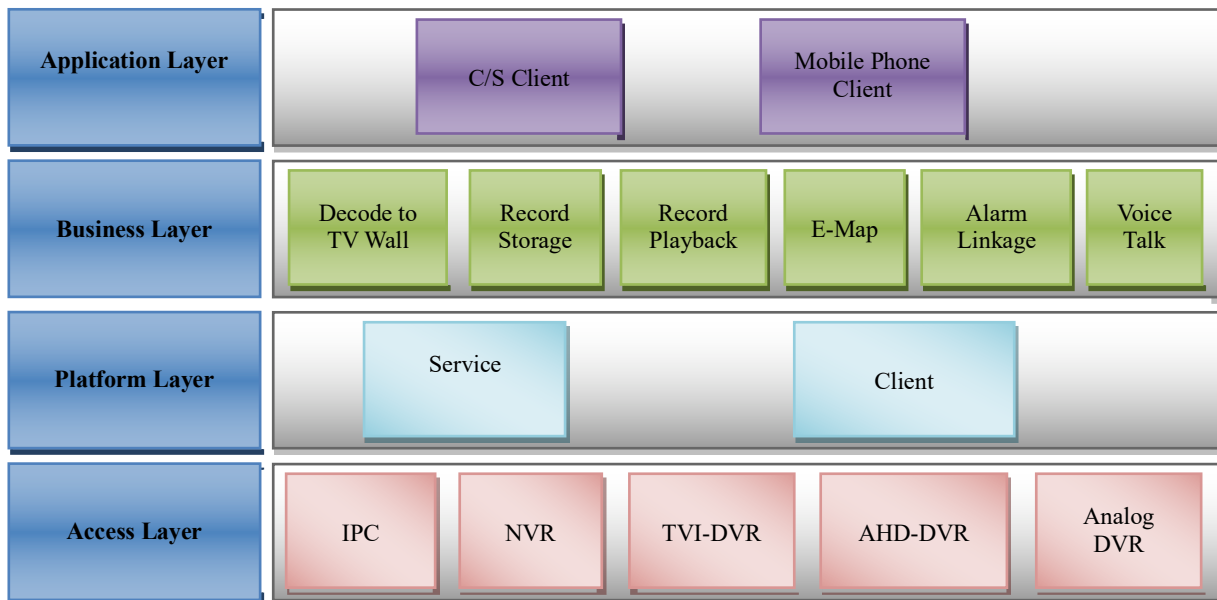 Application Layer
C/S Client
Mobile Phone
Client
Business Layer
Decode to
TV Wall
Record
Storage
Record
Playback
E-Map
Alarm
Linkage
Voice
Talk
Platform Layer
Service
Client
Access Layer
IPC
NVR
TVI-DVR
AHD-DVR
Analog
DVR